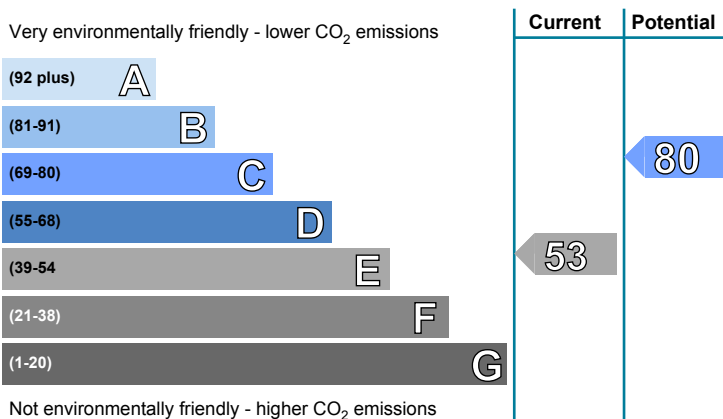 Current Potential
Very environmentally friendly - lower CO2 emissions
(92 plus) A
(81-91) B
80
(69-80) C
(55-68) D
53
(39-54 E
(21-38) F
(1-20) G
Not environmentally friendly - higher CO2 emissions